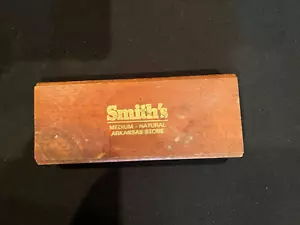 Smith's
MEDIUM - NATURAL
ARKANSAS STONE